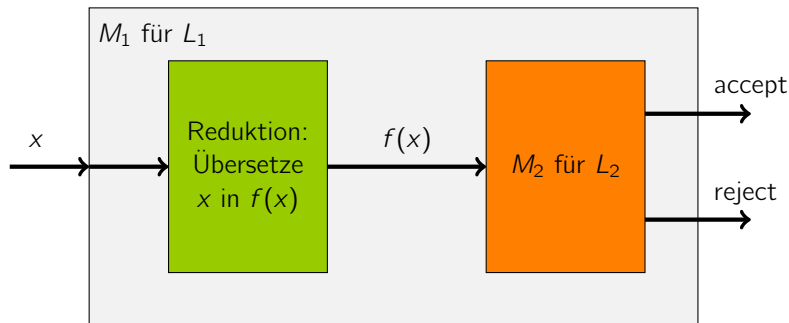 M₁ für L₁
x
Reduktion:
Übersetze
x in f(x)
f(x)
M₂ für L₂
accept
reject